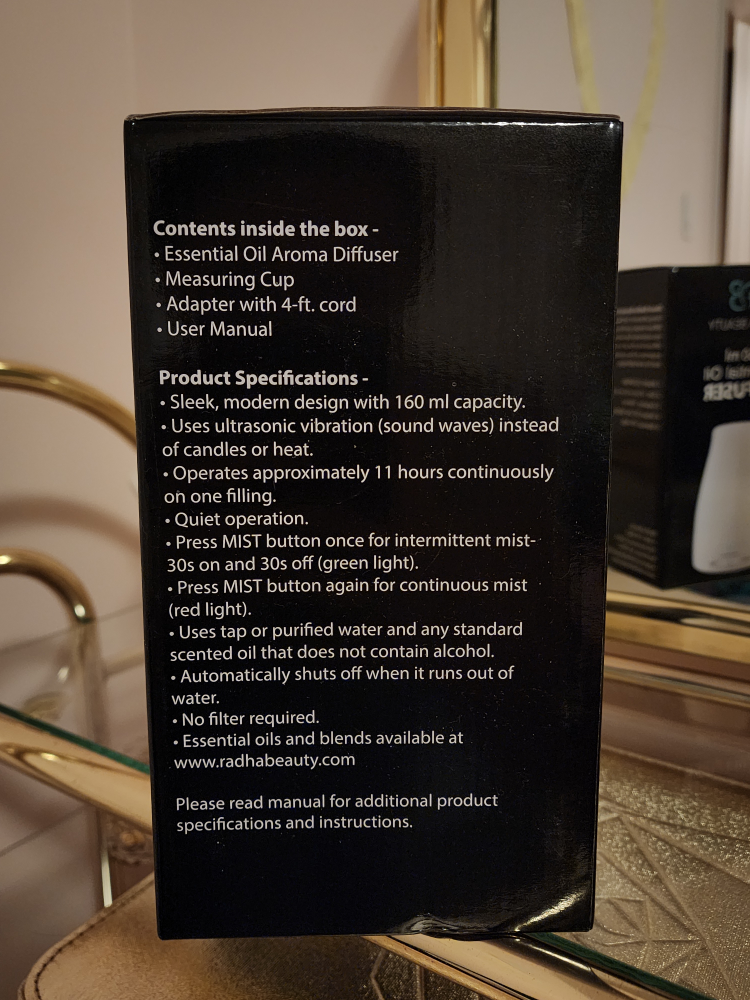 Contents inside the box -
• Essential Oil Aroma Diffuser
• Measuring Cup
• Adapter with 4-ft. cord
• User Manual
Product Specifications -
• Sleek, modern design with 160 ml capacity.
• Uses ultrasonic vibration (sound waves) instead
of candles or heat.
• Operates approximately 11 hours continuously
on one filling.
• Quiet operation.
• Press MIST button once for intermittent mist-
30s on and 30s off (green light).
• Press MIST button again for continuous mist
(red light).
• Uses tap or purified water and any standard
scented oil that does not contain alcohol.
• Automatically shuts off when it runs out of
water.
• No filter required.
• Essential oils and blends available at
www.radhabeauty.com
Please read manual for additional product
specifications and instructions.